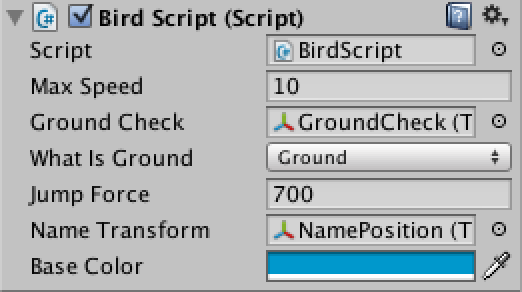 Bird Script (Script)
Script BirdScript
Max Speed 10
Ground Check GroundCheck (T
What Is Ground Ground
Jump Force 700
Name Transform NamePosition (T
Base Color